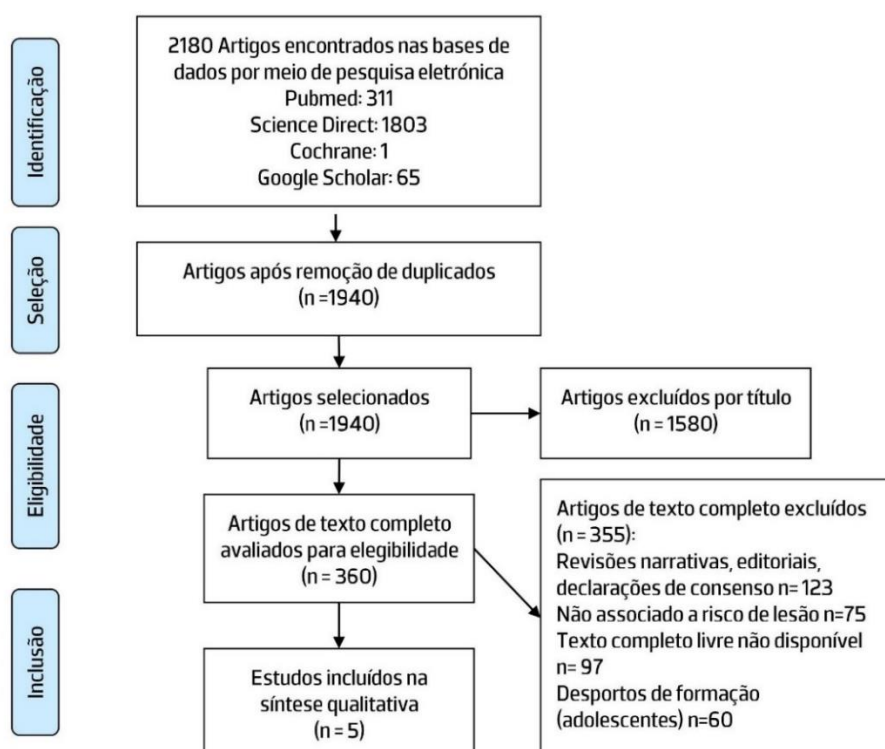 Identificação
2180 Artigos encontrados nas bases de
dados por meio de pesquisa eletrónica
Pubmed: 311
Science Direct: 1803
Cochrane: 1
Google Scholar: 65
Seleção
Artigos após remoção de duplicados
(n =1940)
Eligibilidade
Artigos selecionados
(n =1940)
Artigos excluídos por título
(n = 1580)
Artigos de texto completo
avaliados para elegibilidade
(n = 360)
Artigos de texto completo excluídos
(n = 355):
Revisões narrativas, editoriais,
declarações de consenso n= 123
Não associado a risco de lesão n=75
Texto completo livre não disponível
n= 97
Desportos de formação
(adolescentes) n=60
Inclusão
Estudos incluídos na
síntese qualitativa
(n = 5)